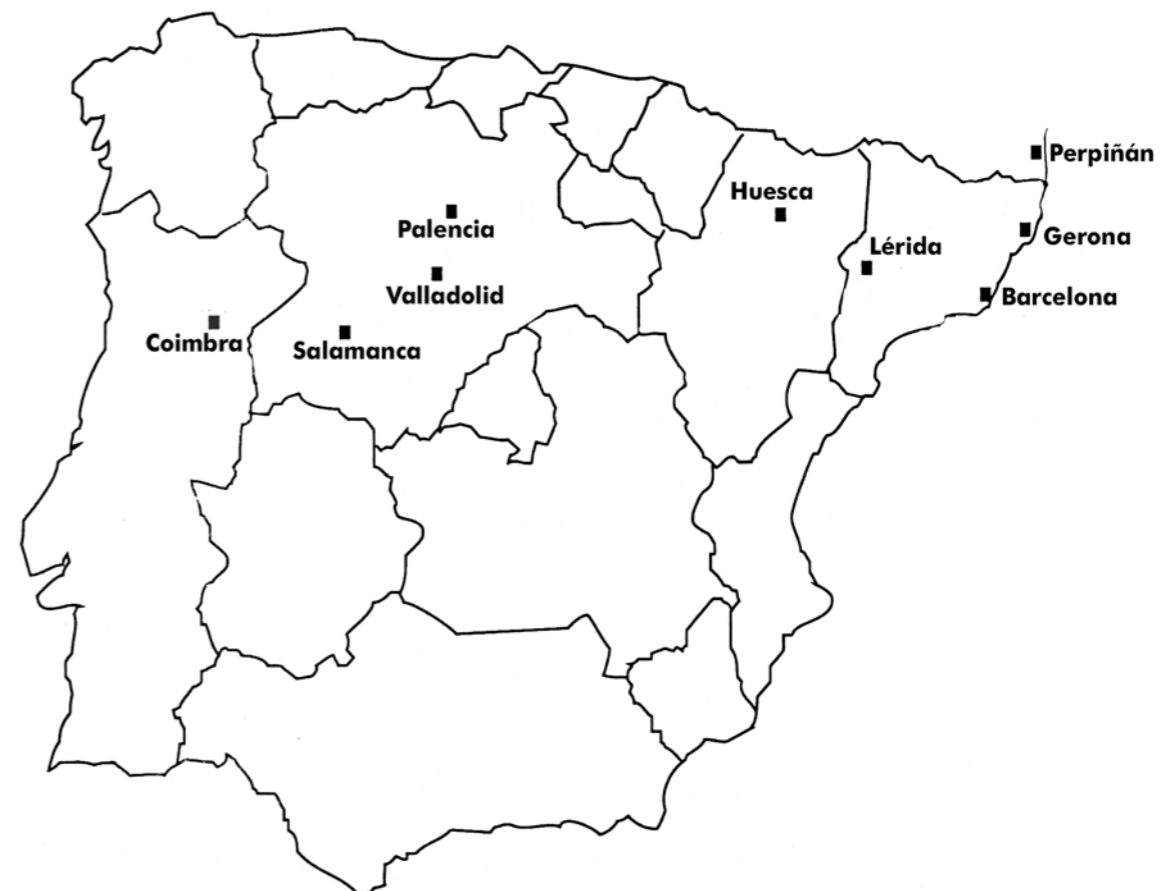 Perpiñán
Huesca
Palencia
Gerona
Lérida
Valladolid
Barcelona
Coimbra
Salamanca